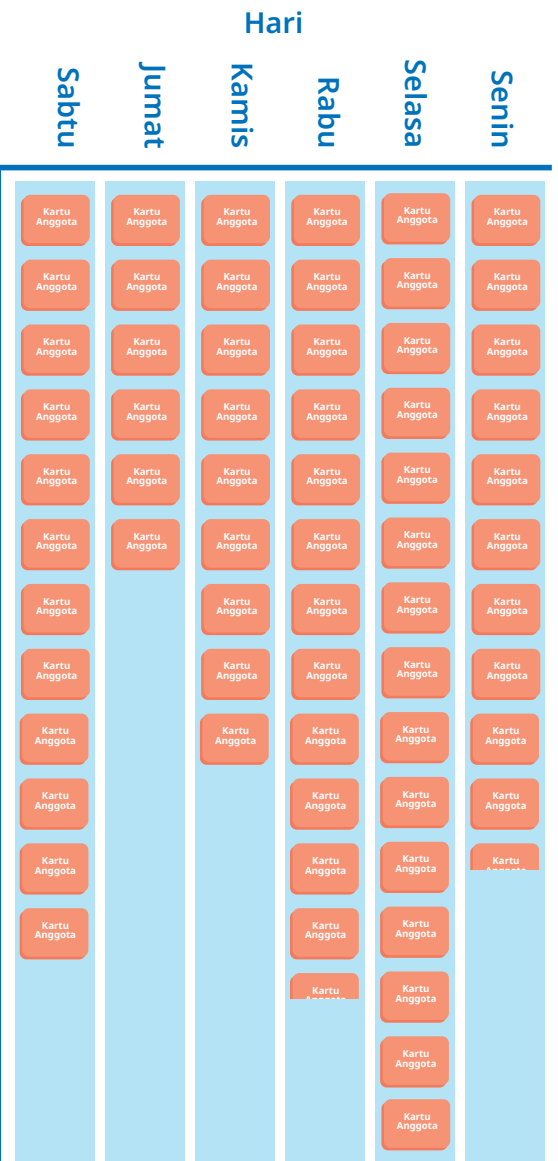 Hari
Sabtu Jumat Kamis Rabu Selasa Senin
Kartu Kartu Kartu Kartu Kartu Kartu
Anggota Anggota Anggota Anggota Anggota Anggota
Kartu Kartu Kartu Kartu Kartu Kartu
Anggota Anggota Anggota Anggota Anggota Anggota
Kartu Kartu Kartu Kartu Kartu Kartu
Anggota Anggota Anggota Anggota Anggota Anggota
Kartu Kartu Kartu Kartu Kartu Kartu
Anggota Anggota Anggota Anggota Anggota Anggota
Kartu Kartu Kartu Kartu Kartu Kartu
Anggota Anggota Anggota Anggota Anggota Anggota
Kartu Kartu Kartu Kartu Kartu Kartu
Anggota Anggota Anggota Anggota Anggota Anggota
Kartu Kartu Kartu Kartu Kartu
Anggota Anggota Anggota Anggota Anggota
Kartu Kartu Kartu Kartu Kartu
Anggota Anggota Anggota Anggota Anggota
Kartu Kartu Kartu Kartu Kartu
Anggota Anggota Anggota Anggota Anggota
Kartu Kartu Kartu Kartu
Anggota Anggota Anggota Anggota
Kartu Kartu Kartu Kartu
Anggota Anggota Anggota
Kartu Kartu Kartu
Anggota Anggota Anggota
Kartu Kartu
Anggota
Kartu
Anggota
Kartu
Anggota